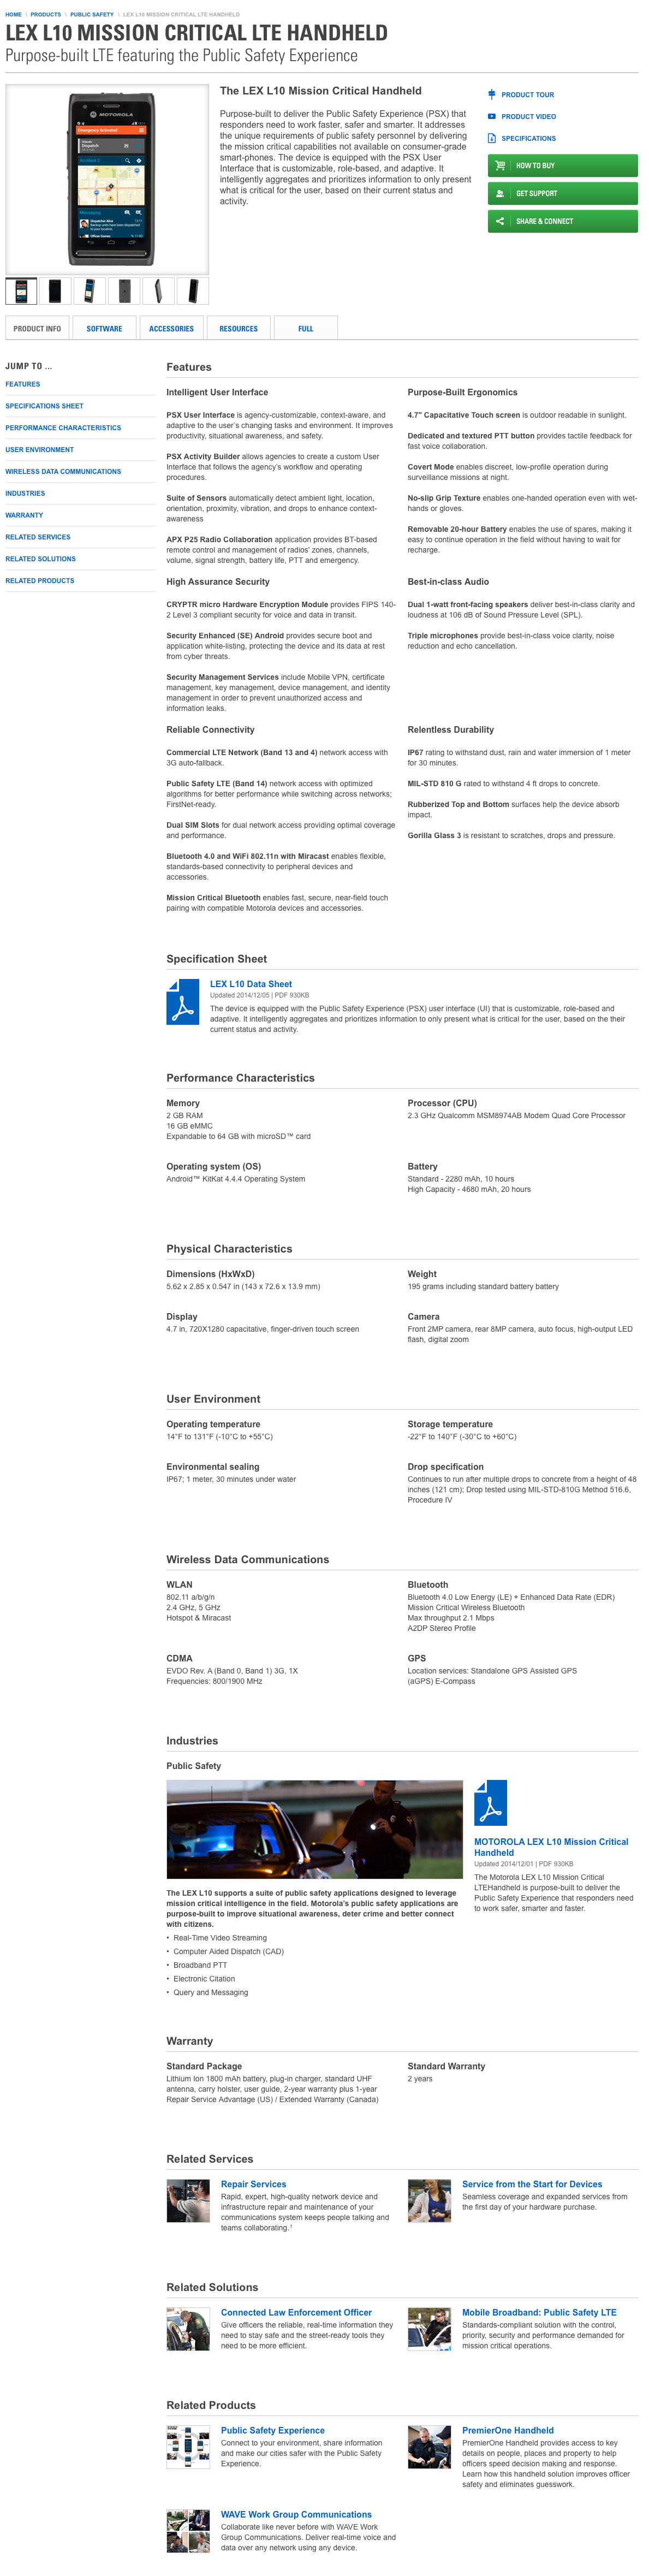 HOME \ PRODUCTS \ PUBLIC SAFETY \ LEX L10 MISSION CRITICAL LTE HANDHELD
LEX L10 MISSION CRITICAL LTE HANDHELD
Purpose-built LTE featuring the Public Safety Experience
MOTOROLA
Emergency Activated
Dispatch
Accident 2
Messaging
Dispatcher Alice
The LEX L10 Mission Critical Handheld
Purpose-built to deliver the Public Safety Experience (PSX) that
responders need to work faster, safer and smarter. It addresses
the unique requirements of public safety personnel by delivering
the mission critical capabilities not available on consumer-grade
smart-phones. The device is equipped with the PSX User
Interface that is customizable, role-based, and adaptive. It
intelligently aggregates and prioritizes information to only present
what is critical for the user, based on their current status and
activity.
PRODUCT TOUR
PRODUCT VIDEO
SPECIFICATIONS
HOW TO BUY
GET SUPPORT
SHARE & CONNECT
PRODUCT INFO
SOFTWARE
ACCESSORIES
RESOURCES
FULL
JUMP TO ...
FEATURES
SPECIFICATIONS SHEET
PERFORMANCE CHARACTERISTICS
USER ENVIRONMENT
WIRELESS DATA COMMUNICATIONS
INDUSTRIES
WARRANTY
RELATED SERVICES
RELATED SOLUTIONS
RELATED PRODUCTS
Features
Intelligent User Interface
PSX User Interface is agency-customizable, context-aware, and
adaptive to the user's changing tasks and environment. It improves
productivity, situational awareness, and safety.
PSX Activity Builder allows agencies to create a custom User
Interface that follows the agency's workflow and operating
procedures.
Suite of Sensors automatically detect ambient light, location,
orientation, proximity, vibration, and drops to enhance context-
awareness
APX P25 Radio Collaboration application provides BT-based
remote control and management of radios' zones, channels,
volume, signal strength, battery life, PTT and emergency.
Purpose-Built Ergonomics
4.7" Capacitative Touch screen is outdoor readable in sunlight.
Dedicated and textured PTT button provides tactile feedback for
fast voice collaboration.
Covert Mode enables discreet, low-profile operation during
surveillance missions at night.
No-slip Grip Texture enables one-handed operation even with wet-
hands or gloves.
Removable 20-hour Battery enables the use of spares, making it
easy to continue operation in the field without having to wait for
recharge.
High Assurance Security
CRYPTR micro Hardware Encryption Module provides FIPS 140-
2 Level 3 compliant security for voice and data in transit.
Security Enhanced (SE) Android provides secure boot and
application white-listing, protecting the device and its data at rest
from cyber threats.
Security Management Services include Mobile VPN, certificate
management, key management, device management, and identity
management in order to prevent unauthorized access and
information leaks.
Best-in-class Audio
Dual 1-watt front-facing speakers deliver best-in-class clarity and
loudness at 106 dB of Sound Pressure Level (SPL).
Triple microphones provide best-in-class voice clarity, noise
reduction and echo cancellation.
Reliable Connectivity
Commercial LTE Network (Band 13 and 4) network access with
3G auto-fallback.
Public Safety LTE (Band 14) network access with optimized
algorithms for better performance while switching across networks;
FirstNet-ready.
Dual SIM Slots for dual network access providing optimal coverage
and performance.
Bluetooth 4.0 and WiFi 802.11n with Miracast enables flexible,
standards-based connectivity to peripheral devices and
accessories.
Mission Critical Bluetooth enables fast, secure, near-field touch
pairing with compatible Motorola devices and accessories.
Relentless Durability
IP67 rating to withstand dust, rain and water immersion of 1 meter
for 30 minutes.
MIL-STD 810 G rated to withstand 4 ft drops to concrete.
Rubberized Top and Bottom surfaces help the device absorb
impact.
Gorilla Glass 3 is resistant to scratches, drops and pressure.
Specification Sheet
LEX L10 Data Sheet
Updated 2014/12/05 | PDF 930KB
The device is equipped with the Public Safety Experience (PSX) user interface (UI) that is customizable, role-based and
adaptive. It intelligently aggregates and prioritizes information to only present what is critical for the user, based on their their
current status and activity.
Performance Characteristics
Memory
2 GB RAM
16 GB eMMC
Expandable to 64 GB with microSD™ card
Processor (CPU)
2.3 GHz Qualcomm MSM8974AB Modem Quad Core Processor
Operating system (OS)
Android™ KitKat 4.4.4 Operating System
Battery
Standard - 2280 mAh, 10 hours
High Capacity - 4680 mAh, 20 hours
Physical Characteristics
Dimensions (HxWxD)
5.62 x 2.85 x 0.547 in (143 x 72.6 x 13.9 mm)
Weight
195 grams including standard battery battery
Display
4.7 in, 720X1280 capacitative, finger-driven touch screen
Camera
Front 2MP camera, rear 8MP camera, auto focus, high-output LED
flash, digital zoom
User Environment
Operating temperature
14°F to 131°F (-10°C to +55°C)
Storage temperature
-22°F to 140°F (-30°C to +60°C)
Environmental sealing
IP67; 1 meter, 30 minutes under water
Drop specification
Continues to run after multiple drops to concrete from a height of 48
inches (121 cm); Drop tested using MIL-STD-810G Method 516.6,
Procedure IV
Wireless Data Communications
WLAN
802.11 a/b/g/n
2.4 GHz, 5 GHz
Hotspot & Miracast
Bluetooth
Bluetooth 4.0 Low Energy (LE) + Enhanced Data Rate (EDR)
Mission Critical Wireless Bluetooth
Max throughput 2.1 Mbps
A2DP Stereo Profile
CDMA
EVDO Rev. A (Band 0, Band 1) 3G, 1X
Frequencies: 800/1900 MHz
GPS
Location services: Standalone GPS Assisted GPS
(aGPS) E-Compass
Industries
Public Safety
The LEX L10 supports a suite of public safety applications designed to leverage
mission critical intelligence in the field. Motorola's public safety applications are
purpose-built to improve situational awareness, deter crime and better connect
with citizens.
• Real-Time Video Streaming
• Computer Aided Dispatch (CAD)
• Broadband PTT
• Electronic Citation
• Query and Messaging
MOTOROLA LEX L10 Mission Critical
Handheld
Updated 2014/12/01 | PDF 930KB
The Motorola LEX L10 Mission Critical
LTEHandheld is purpose-built to deliver the
Public Safety Experience that responders need
to work safer, smarter and faster.
Warranty
Standard Package
Lithium Ion 1800 mAh battery, plug-in charger, standard UHF
antenna, carry holster, user guide, 2-year warranty plus 1-year
Repair Service Advantage (US) / Extended Warranty (Canada)
Standard Warranty
2 years
Related Services
Repair Services
Rapid, expert, high-quality network device and
infrastructure repair and maintenance of your
communications system keeps people talking and
teams collaborating.
Service from the Start for Devices
Seamless coverage and expanded services from
the first day of your hardware purchase.
Related Solutions
Connected Law Enforcement Officer
Give officers the reliable, real-time information they
need to stay safe and the street-ready tools they
need to be more efficient.
Mobile Broadband: Public Safety LTE
Standards-compliant solution with the control,
priority, security and performance demanded for
mission critical operations.
Related Products
Public Safety Experience
Connect to your environment, share information
and make our cities safer with the Public Safety
Experience.
PremierOne Handheld
PremierOne Handheld provides access to key
details on people, places and property to help
officers speed decision making and response.
Learn how this handheld solution improves officer
safety and eliminates guesswork.
WAVE Work Group Communications
Collaborate like never before with WAVE Work
Group Communications. Deliver real-time voice and
data over any network using any device.